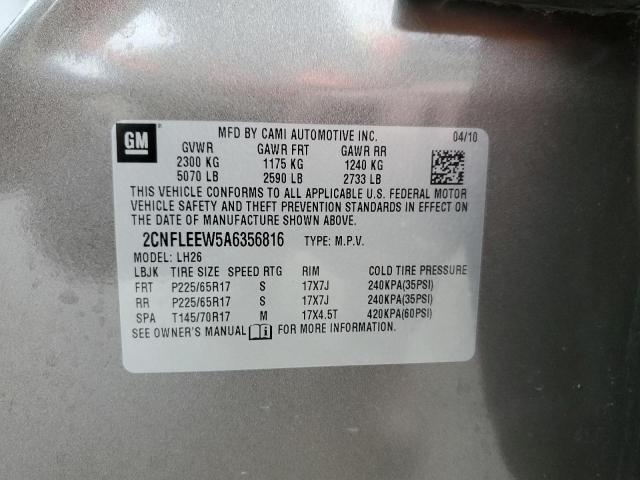 GM
MFD BY CAMI AUTOMOTIVE INC. 04/10
GVWR GAWR FRT GAWR RR
2300 KG 1175 KG 1240 KG
5070 LB 2590 LB 2733 LB
THIS VEHICLE CONFORMS TO ALL APPLICABLE U.S. FEDERAL MOTOR
VEHICLE SAFETY AND THEFT PREVENTION STANDARDS IN EFFECT ON
THE DATE OF MANUFACTURE SHOWN ABOVE.
2CNFLEEW5A6356816 TYPE: M.P.V.
MODEL: LH26
LBJK TIRE SIZE SPEED RTG RIM COLD TIRE PRESSURE
FRT P225/65R17 S 17X7J 240KPA(35PSI)
RR P225/65R17 S 17X7J 240KPA(35PSI)
SPA T145/70R17 M 17X4.5T 420KPA(60PSI)
SEE OWNER'S MANUAL FOR MORE INFORMATION.